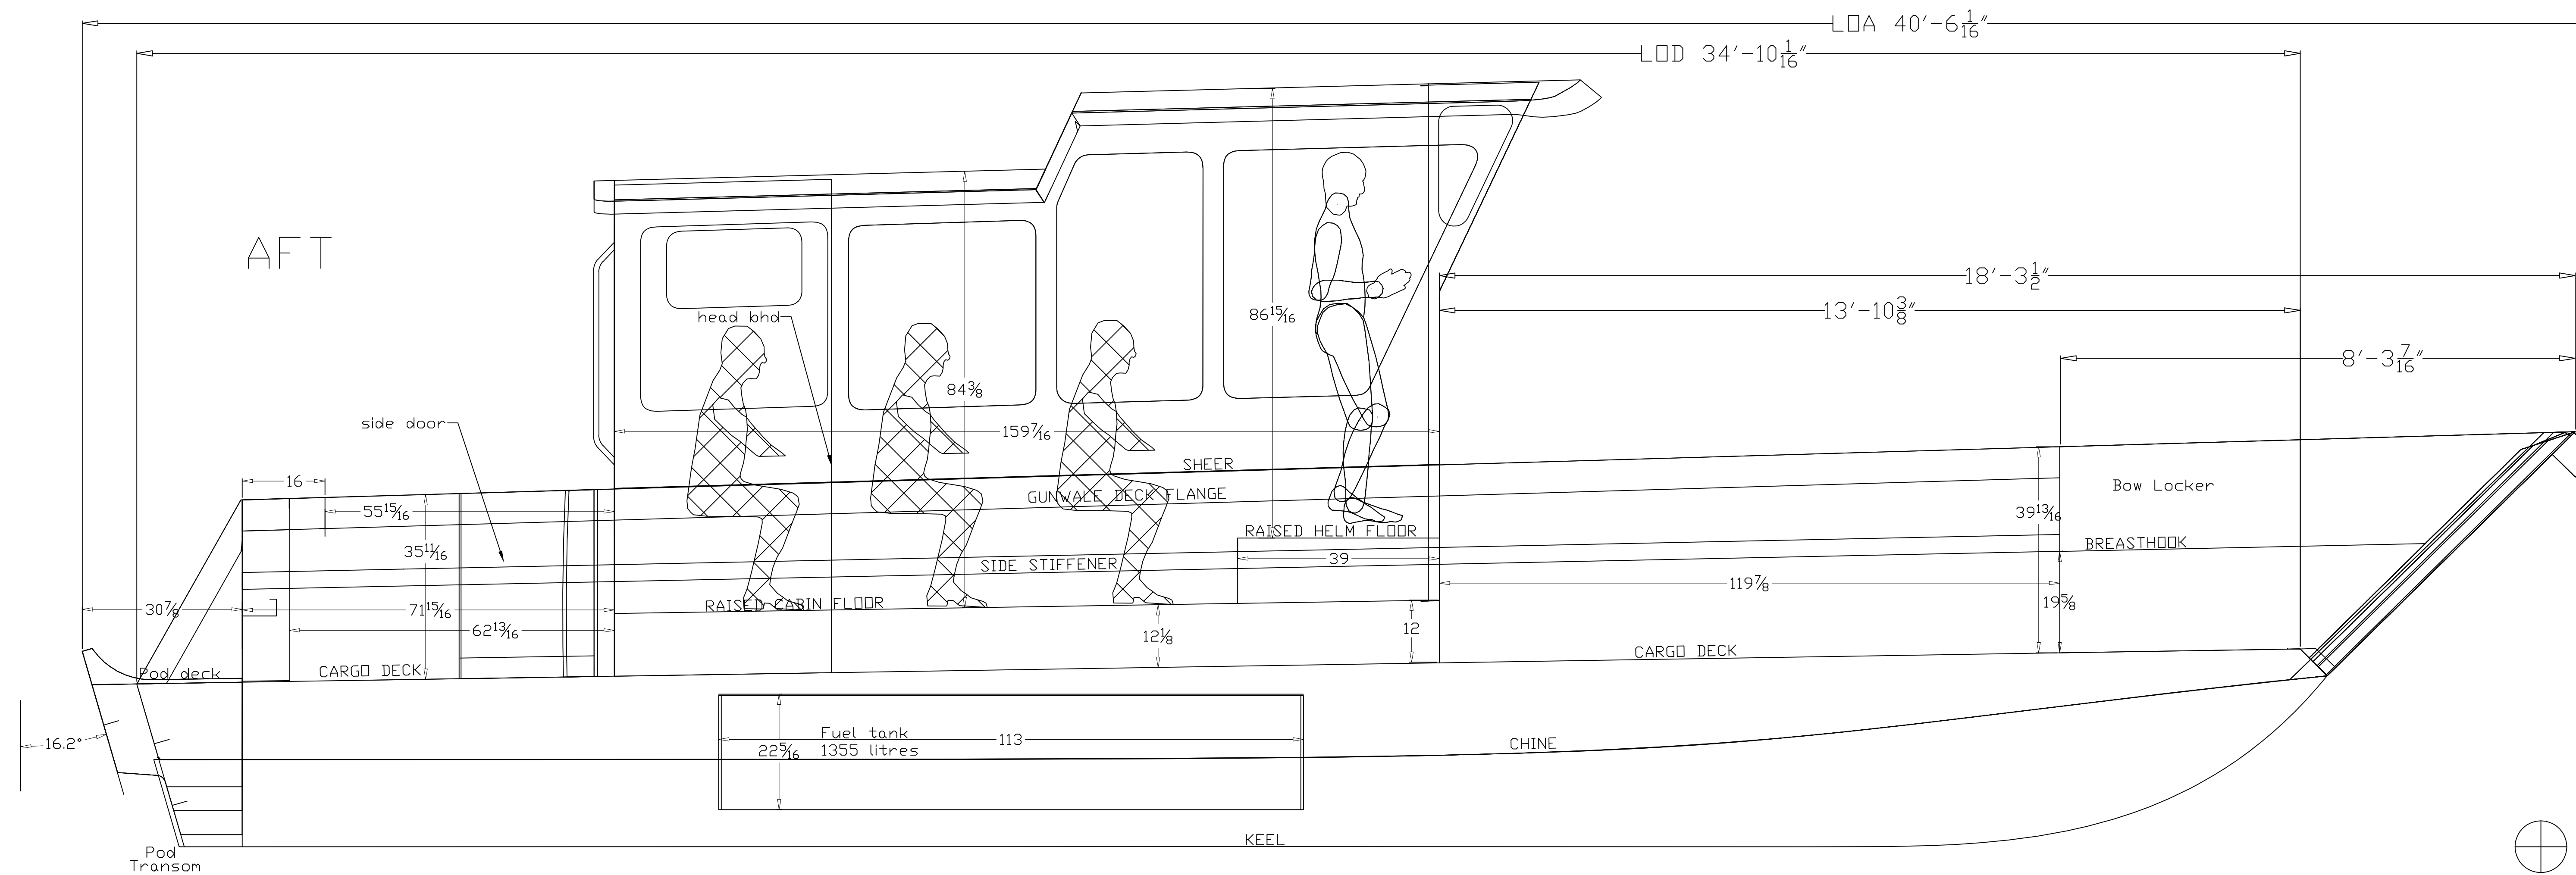 LOA 40'-6 1/16"
LOD 34'-10 1/16"
AFT
18'-3 1/2"
13'-10 3/8"
8'-3 7/16"
head bhd
86 15/16
84 3/8
side door
159 7/16
SHEER
16
GUNWALE DECK FLANGE
Bow Locker
55 15/16
39 13/16
RAISED HELM FLOOR
35 11/16
BREASTHOOK
39
SIDE STIFFENER
119 7/8
19 5/8
RAISED CABIN FLOOR
30 7/8
71 15/16
62 13/16
12 1/8
12
CARGO DECK
Pod deck
CARGO DECK
16.2°
Fuel tank
113
22 5/16
1355 litres
CHINE
KEEL
Pod
Transom